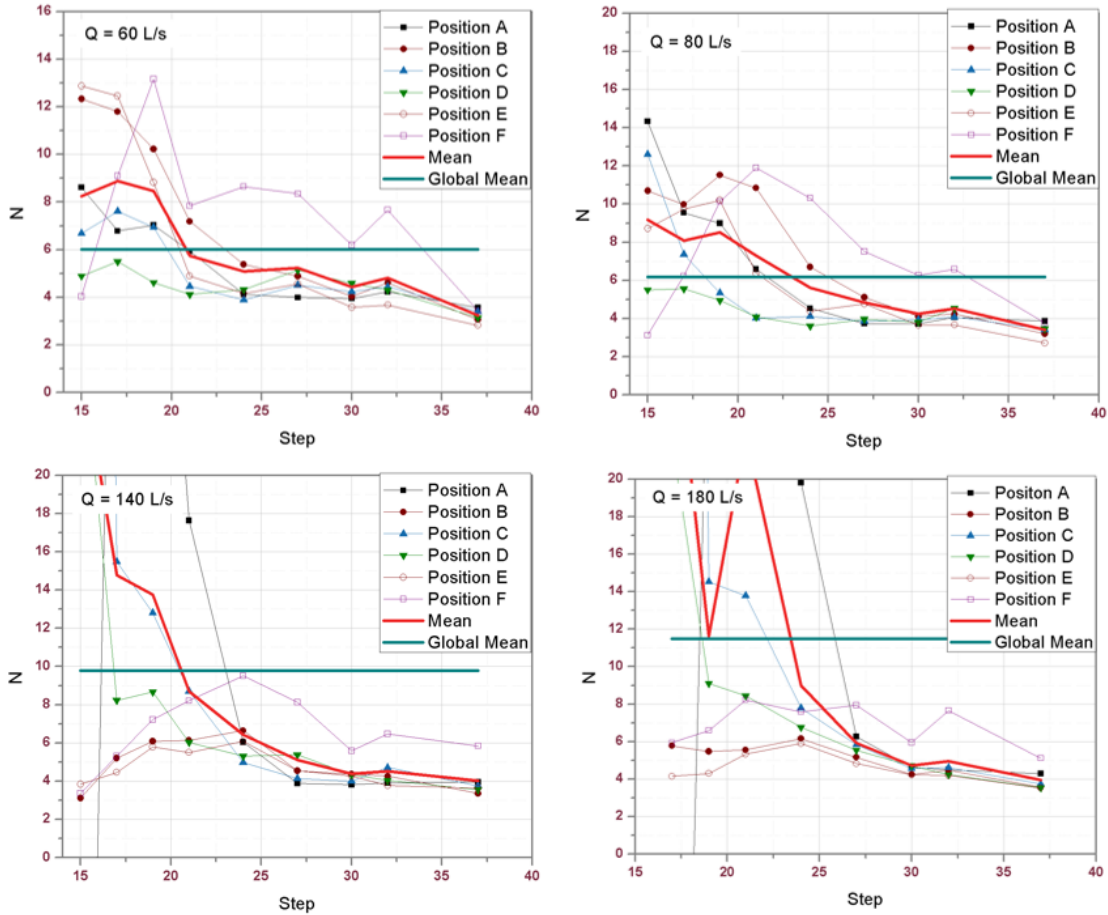 Q = 60 L/s
Position A
Position B
Position C
Position D
Position E
Position F
Mean
Global Mean
N
16
14
12
10
8
6
4
2
0
15 20 25 30 35 40
Step
Q = 80 L/s
Position A
Position B
Position C
Position D
Position E
Position F
Mean
Global Mean
N
20
18
16
14
12
10
8
6
4
2
0
15 20 25 30 35 40
Step
Q = 140 L/s
Position A
Position B
Position C
Position D
Position E
Position F
Mean
Global Mean
N
20
18
16
14
12
10
8
6
4
2
0
15 20 25 30 35 40
Step
Q = 180 L/s
Positon A
Positon B
Position C
Position D
Position E
Position F
Mean
Global Mean
N
20
18
16
14
12
10
8
6
4
2
0
15 20 25 30 35 40
Step